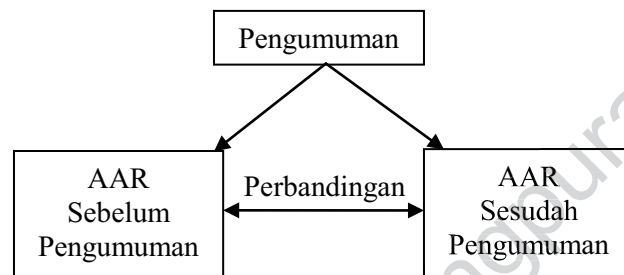 Pengumuman
AAR
Sebelum
Pengumuman
Perbandingan
AAR
Sesudah
Pengumuman